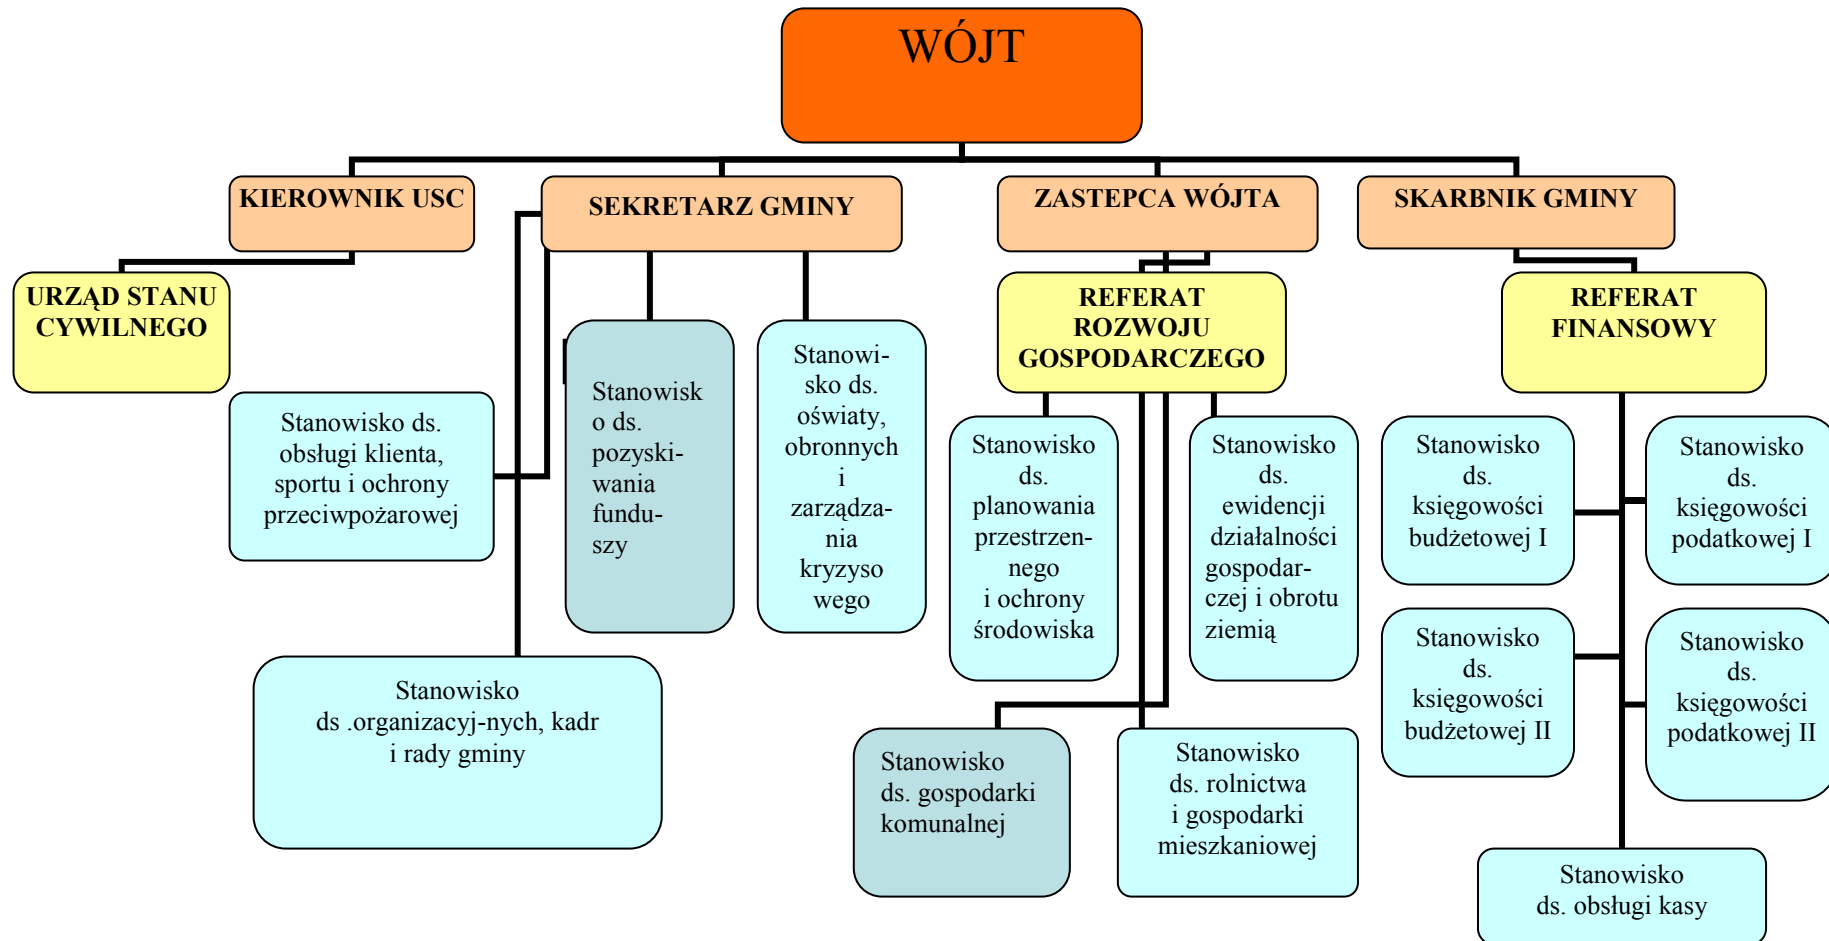 WÓJT
KIEROWNIK USC
SEKRETARZ GMINY
ZASTEPCA WÓJTA
SKARBNIK GMINY
URZĄD STANU
CYWILNEGO
REFERAT
ROZWOJU
GOSPODARCZEGO
REFERAT
FINANSOWY
Stanowisko ds.
obsługi klienta,
sportu i ochrony
przeciwpożarowej
Stanowisk
o ds.
pozyski-
wania
fundu-
szy
Stanowi-
sko ds.
oświaty,
obronnych
i
zarządza-
nia
kryzyso
wego
Stanowisko
ds.
planowania
przestrzen-
nego
i ochrony
środowiska
Stanowisko
ds.
ewidencji
działalności
gospodar-
czej i obrotu
ziemią
Stanowisko
ds.
księgowości
budżetowej I
Stanowisko
ds.
księgowości
podatkowej I
Stanowisko
ds.
księgowości
budżetowej II
Stanowisko
ds.
księgowości
podatkowej II
Stanowisko
ds .organizacyj-nych, kadr
i rady gminy
Stanowisko
ds. gospodarki
komunalnej
Stanowisko
ds. rolnictwa
i gospodarki
mieszkaniowej
Stanowisko
ds. obsługi kasy